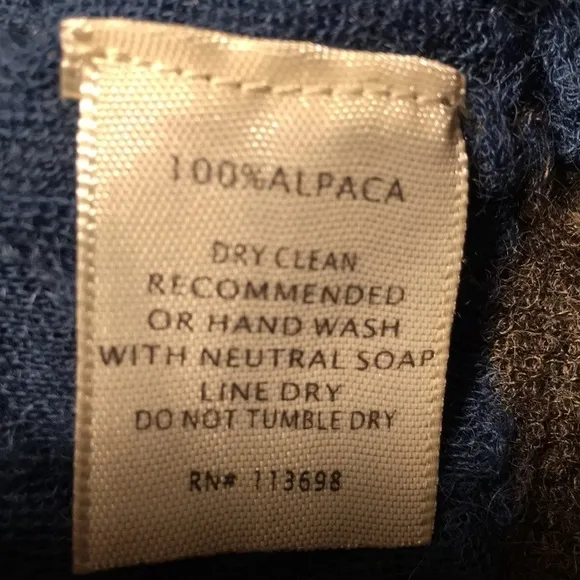 100%ALPACA
DRY CLEAN
RECOMMENDED
OR HAND WASH
WITH NEUTRAL SOAP
LINE DRY
DO NOT TUMBLE DRY
RN# 113698